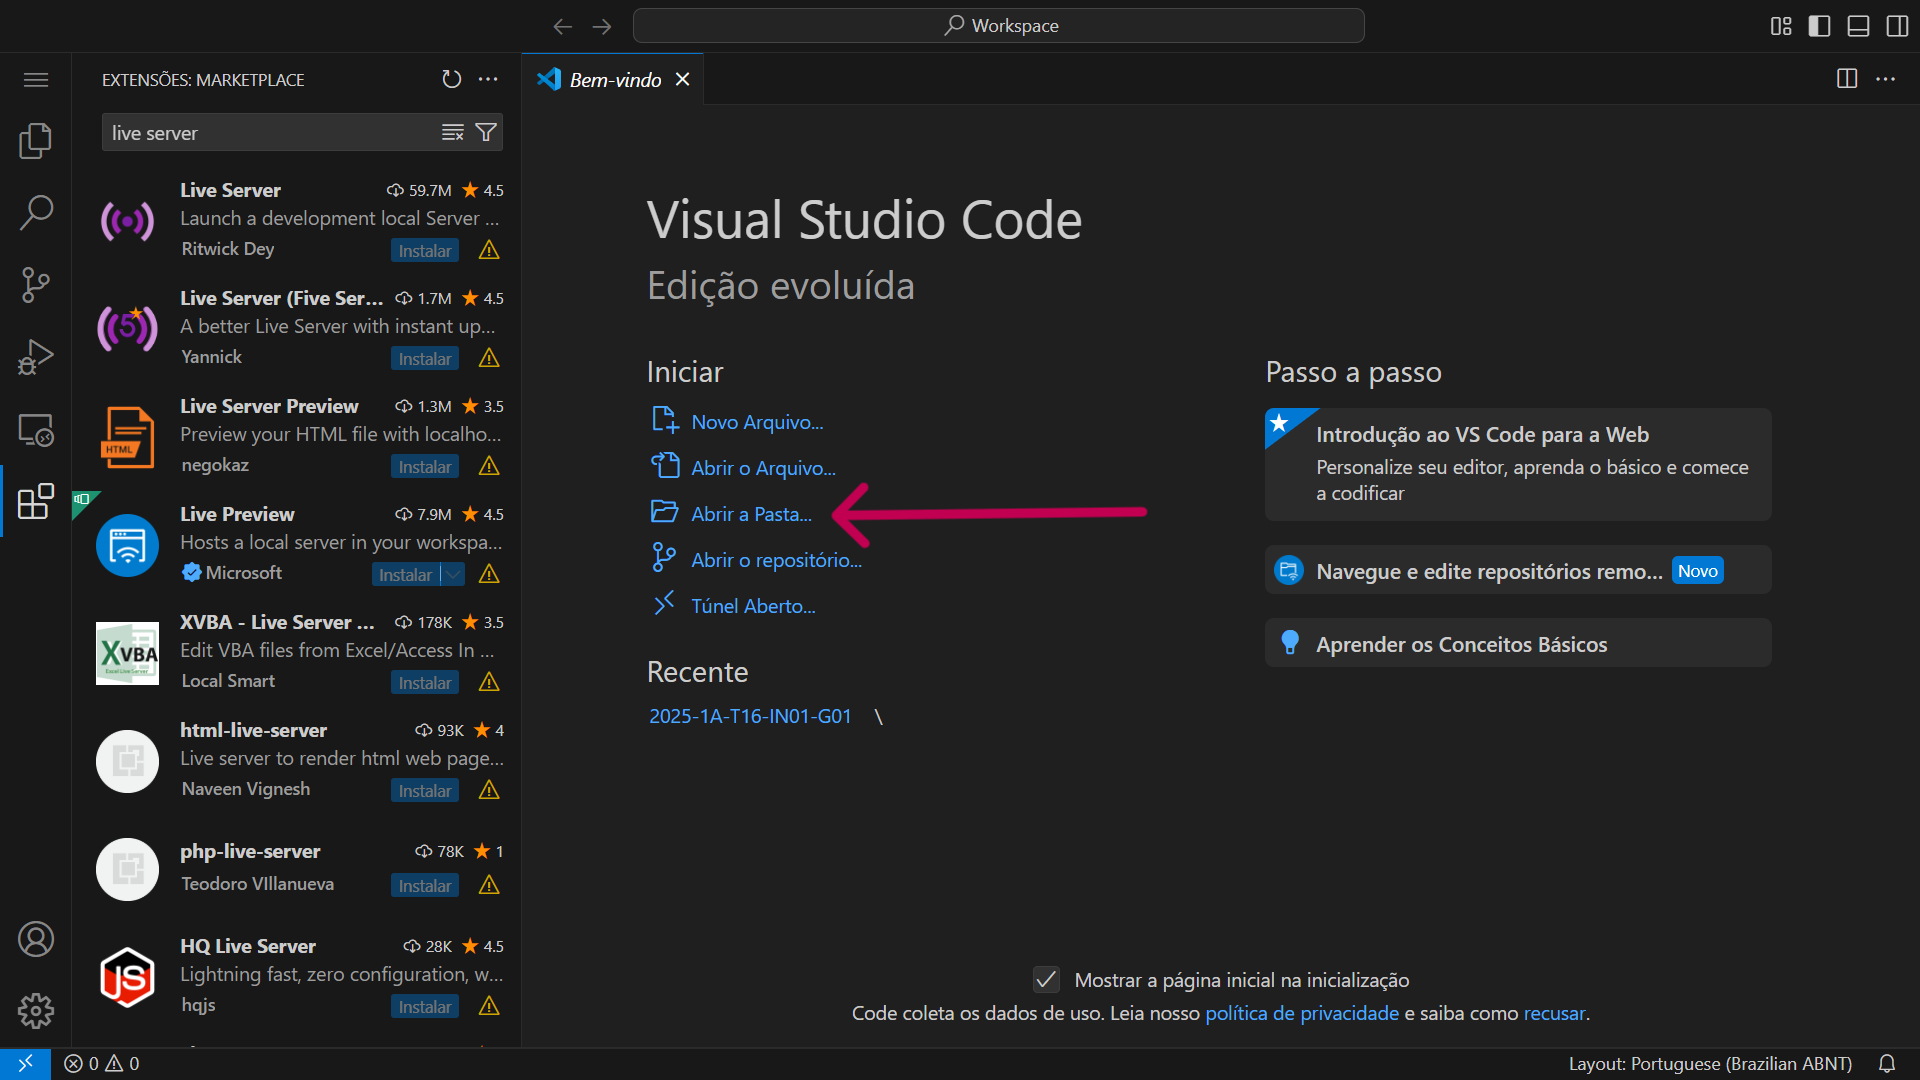 Workspace
EXTENSÕES: MARKETPLACE
Bem-vindo
live server
Live Server 59.7M 4.5
Launch a development local Server ...
Ritwick Dey Instalar
Live Server (Five Ser... 1.7M 4.5
A better Live Server with instant up...
Yannick Instalar
Live Server Preview 1.3M 3.5
Preview your HTML file with localho...
negokaz Instalar
HTML
Live Preview 7.9M 4.5
Hosts a local server in your workspa...
Microsoft Instalar
XVBA - Live Server ... 178K 3.5
Edit VBA files from Excel/Access In ...
Local Smart Instalar
XVBA
Excel Live Server
html-live-server 93K 4
Live server to render html web page...
Naveen Vignesh Instalar
php-live-server 78K 1
Teodoro VIllanueva Instalar
HQ Live Server 28K 4.5
Lightning fast, zero configuration, w...
hqjs Instalar
JS
5
Visual Studio Code
Edição evoluída
Iniciar
Novo Arquivo...
Abrir o Arquivo...
Abrir a Pasta...
Abrir o repositório...
Túnel Aberto...
Recente
2025-1A-T16-IN01-G01 \
Passo a passo
Introdução ao VS Code para a Web
Personalize seu editor, aprenda o básico e comece
a codificar
Navegue e edite repositórios remo... Novo
Aprender os Conceitos Básicos
Mostrar a página inicial na inicialização
Code coleta os dados de uso. Leia nosso política de privacidade e saiba como recusar.
0 0
Layout: Portuguese (Brazilian ABNT)